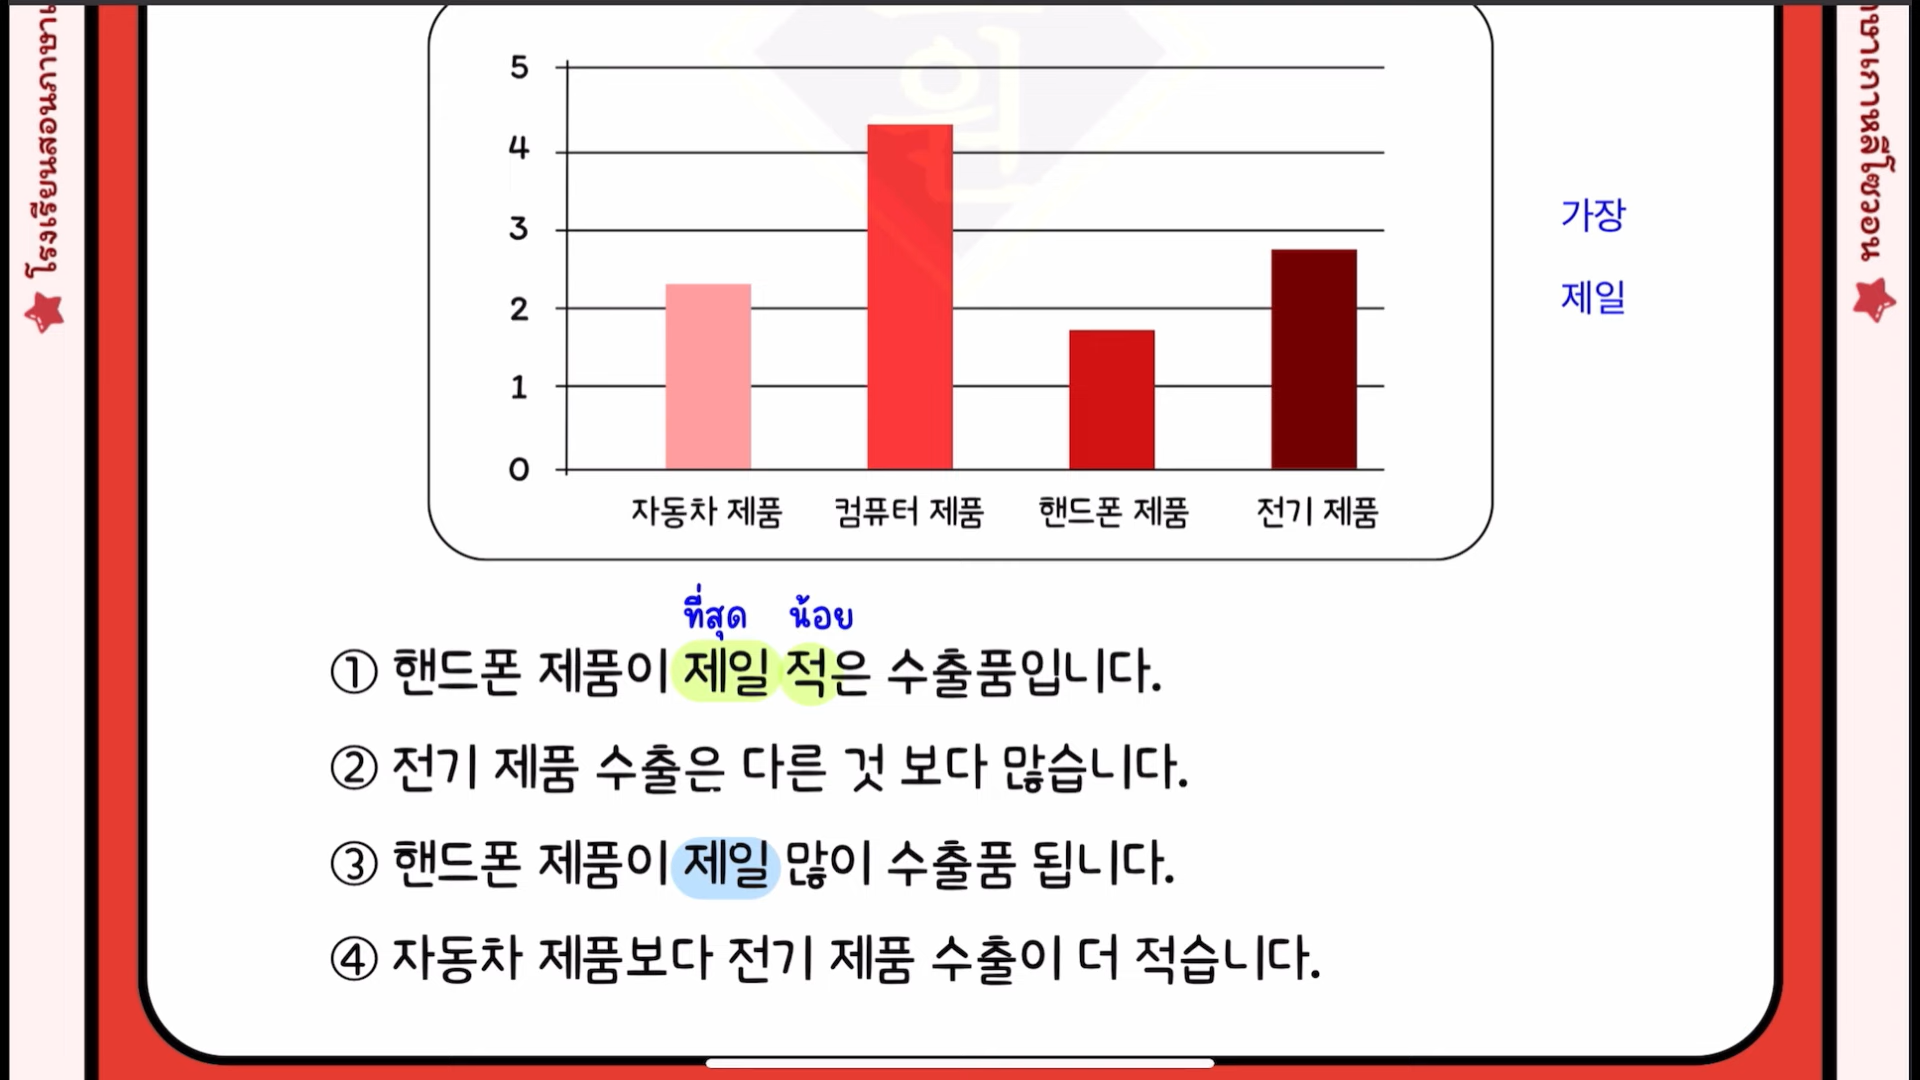 원
5
4
3
2
1
0
자동차 제품 컴퓨터 제품 핸드폰 제품 전기 제품
가장
제일
ที่สุด น้อย
① 핸드폰 제품이 제일 적은 수출품입니다.
② 전기 제품 수출은 다른 것 보다 많습니다.
③ 핸드폰 제품이 제일 많이 수출품 됩니다.
④ 자동차 제품보다 전기 제품 수출이 더 적습니다.